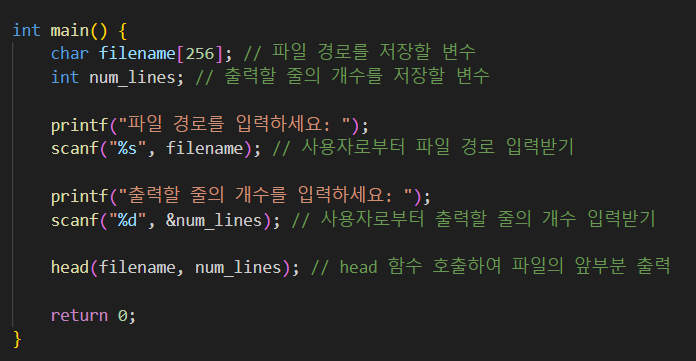 int main() {
    char filename[256]; // 파일 경로를 저장할 변수
    int num_lines; // 출력할 줄의 개수를 저장할 변수

    printf("파일 경로를 입력하세요: ");
    scanf("%s", filename); // 사용자로부터 파일 경로 입력받기

    printf("출력할 줄의 개수를 입력하세요: ");
    scanf("%d", &num_lines); // 사용자로부터 출력할 줄의 개수 입력받기

    head(filename, num_lines); // head 함수 호출하여 파일의 앞부분 출력

    return 0;
}